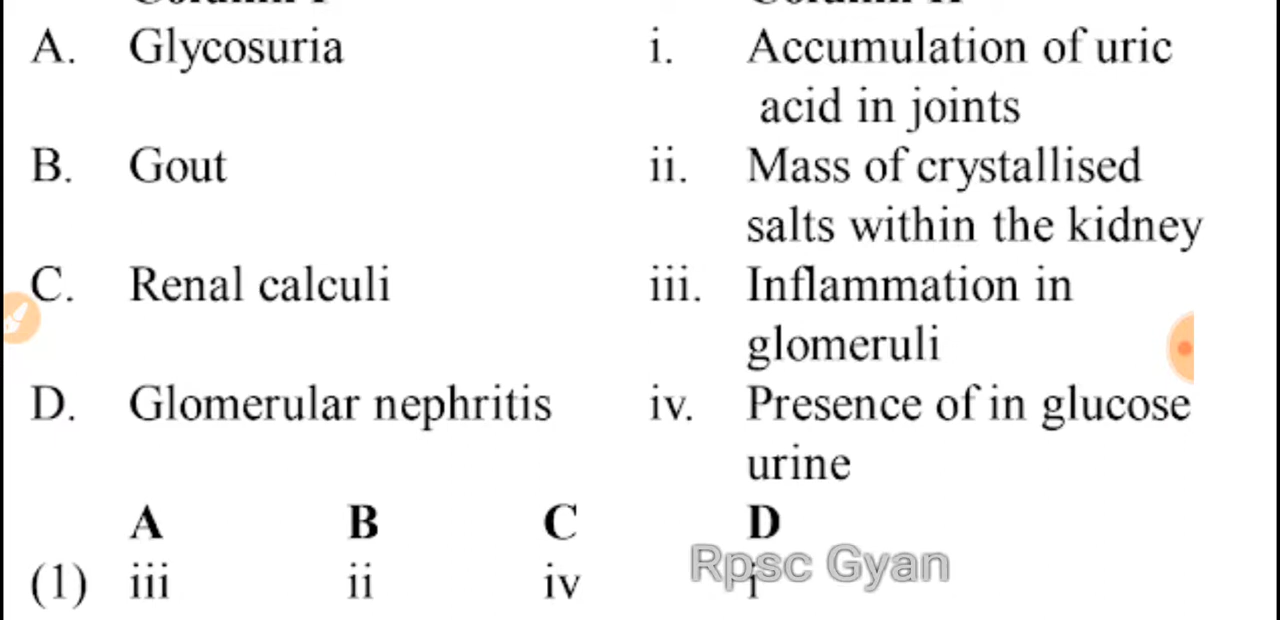 A. Glycosuria i. Accumulation of uric
acid in joints
B. Gout ii. Mass of crystallised
salts within the kidney
C. Renal calculi iii. Inflammation in
glomeruli
D. Glomerular nephritis iv. Presence of in glucose
urine
A B C D
(1) iii ii iv i
Rpsc Gyan